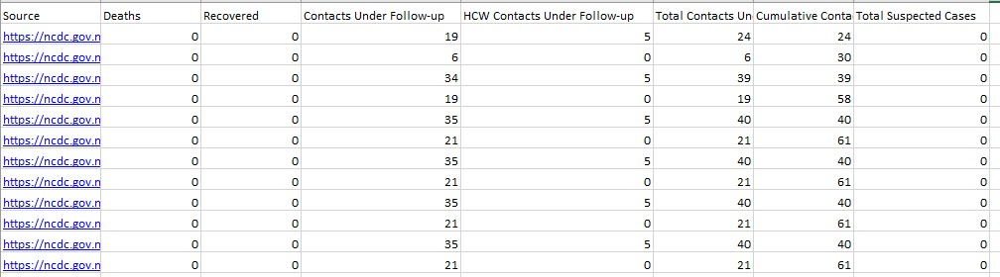 Source Deaths Recovered Contacts Under Follow-up HCW Contacts Under Follow-up Total Contacts Un Cumulative Conta Total Suspected Cases
https://ncdc.gov.n 0 0 19 5 24 24 0
https://ncdc.gov.n 0 0 6 0 6 30 0
https://ncdc.gov.n 0 0 34 5 39 39 0
https://ncdc.gov.n 0 0 19 0 19 58 0
https://ncdc.gov.n 0 0 35 5 40 40 0
https://ncdc.gov.n 0 0 21 0 21 61 0
https://ncdc.gov.n 0 0 35 5 40 40 0
https://ncdc.gov.n 0 0 21 0 21 61 0
https://ncdc.gov.n 0 0 35 5 40 40 0
https://ncdc.gov.n 0 0 21 0 21 61 0
https://ncdc.gov.n 0 0 35 5 40 40 0
https://ncdc.gov.n 0 0 21 0 21 61 0